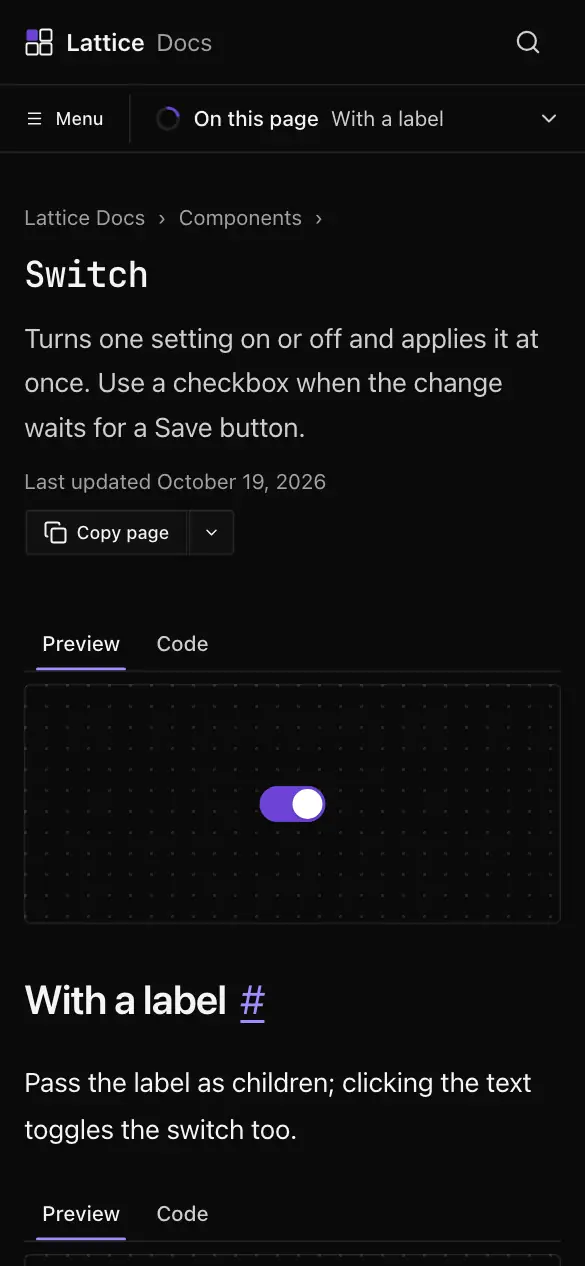 Lattice Docs
Menu
On this page With a label
Lattice Docs › Components ›
Switch
Turns one setting on or off and applies it at
once. Use a checkbox when the change
waits for a Save button.
Last updated October 19, 2026
Copy page
Preview Code
With a label #
Pass the label as children; clicking the text
toggles the switch too.
Preview Code